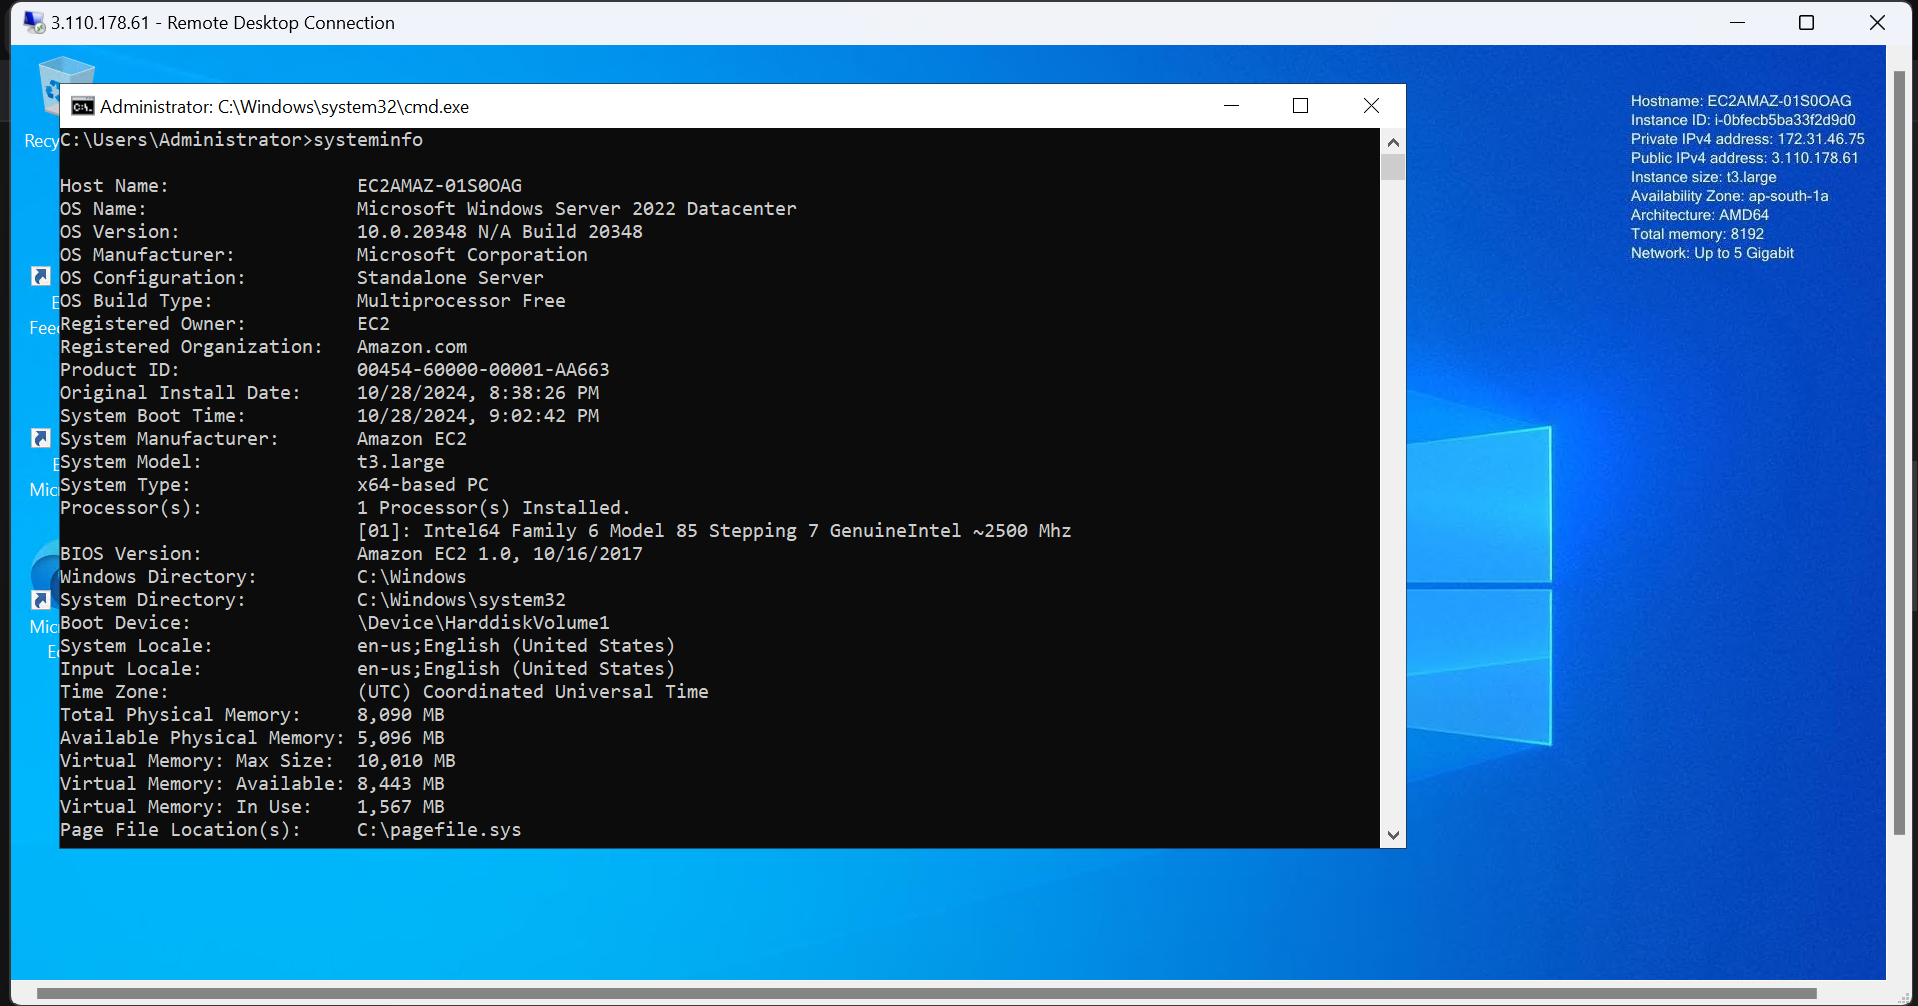 3.110.178.61 - Remote Desktop Connection
Administrator: C:\Windows\system32\cmd.exe
Recy
Fee
Mic
Mic
E
C:\Users\Administrator>systeminfo
Host Name: EC2AMAZ-01S0OAG
OS Name: Microsoft Windows Server 2022 Datacenter
OS Version: 10.0.20348 N/A Build 20348
OS Manufacturer: Microsoft Corporation
OS Configuration: Standalone Server
OS Build Type: Multiprocessor Free
Registered Owner: EC2
Registered Organization: Amazon.com
Product ID: 00454-60000-00001-AA663
Original Install Date: 10/28/2024, 8:38:26 PM
System Boot Time: 10/28/2024, 9:02:42 PM
System Manufacturer: Amazon EC2
System Model: t3.large
System Type: x64-based PC
Processor(s): 1 Processor(s) Installed.
[01]: Intel64 Family 6 Model 85 Stepping 7 GenuineIntel ~2500 Mhz
BIOS Version: Amazon EC2 1.0, 10/16/2017
Windows Directory: C:\Windows
System Directory: C:\Windows\system32
Boot Device: \Device\HarddiskVolume1
System Locale: en-us;English (United States)
Input Locale: en-us;English (United States)
Time Zone: (UTC) Coordinated Universal Time
Total Physical Memory: 8,090 MB
Available Physical Memory: 5,096 MB
Virtual Memory: Max Size: 10,010 MB
Virtual Memory: Available: 8,443 MB
Virtual Memory: In Use: 1,567 MB
Page File Location(s): C:\pagefile.sys
Hostname: EC2AMAZ-01S0OAG
Instance ID: i-0bfecb5ba33f2d9d0
Private IPv4 address: 172.31.46.75
Public IPv4 address: 3.110.178.61
Instance size: t3.large
Availability Zone: ap-south-1a
Architecture: AMD64
Total memory: 8192
Network: Up to 5 Gigabit